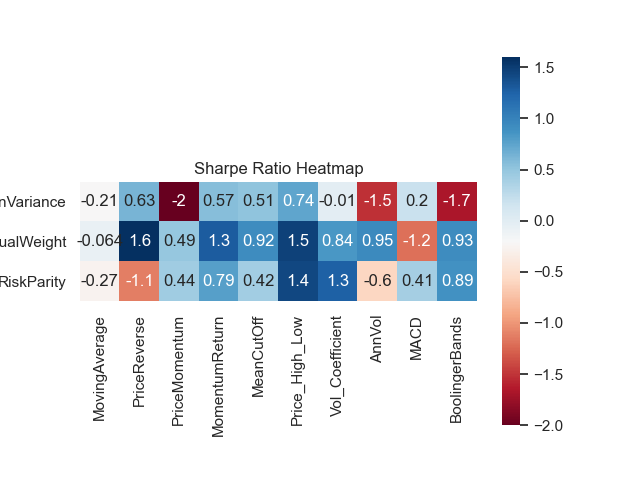 Sharpe Ratio Heatmap
nVariance -0.21 0.63 -2 0.57 0.51 0.74 -0.01 -1.5 0.2 -1.7
ualWeight -0.064 1.6 0.49 1.3 0.92 1.5 0.84 0.95 -1.2 0.93
RiskParity -0.27 -1.1 0.44 0.79 0.42 1.4 1.3 -0.6 0.41 0.89
MovingAverage
PriceReverse
PriceMomentum
MomentumReturn
MeanCutOff
Price_High_Low
Vol_Coefficient
AnnVol
MACD
BoolingerBands
1.5
1.0
0.5
0.0
−0.5
−1.0
−1.5
−2.0